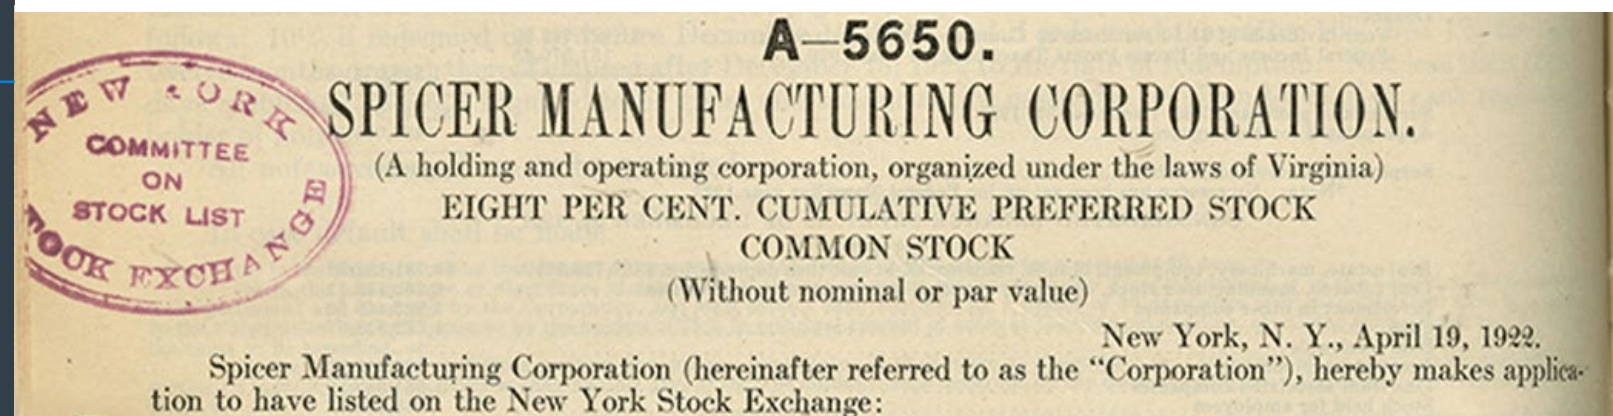 A—5650.
NEW YORK
COMMITTEE
ON
STOCK LIST
STOCK EXCHANGE
SPICER MANUFACTURING CORPORATION.
(A holding and operating corporation, organized under the laws of Virginia)
EIGHT PER CENT. CUMULATIVE PREFERRED STOCK
COMMON STOCK
(Without nominal or par value)
New York, N. Y., April 19, 1922.
Spicer Manufacturing Corporation (hereinafter referred to as the “Corporation”), hereby makes applica-
tion to have listed on the New York Stock Exchange: